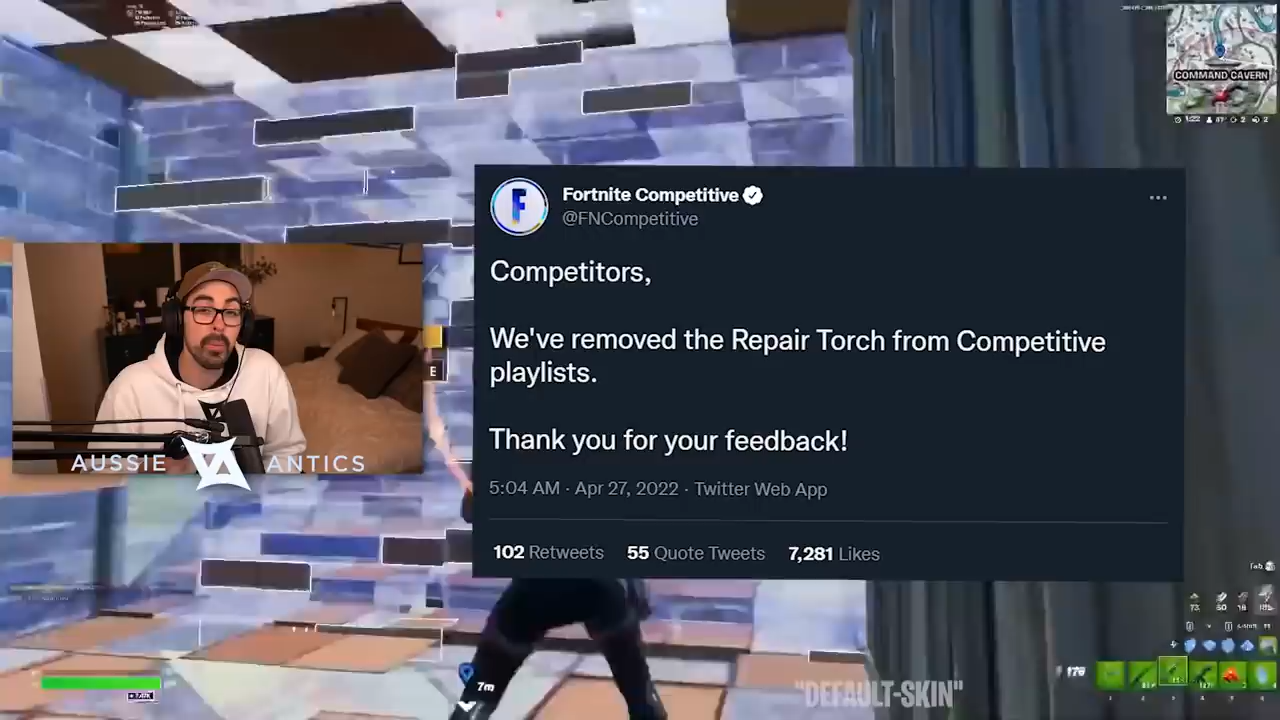 COMMAND CAVERN
Fortnite Competitive
@FNCompetitive
Competitors,
We've removed the Repair Torch from Competitive
playlists.
Thank you for your feedback!
5:04 AM · Apr 27, 2022 · Twitter Web App
102 Retweets 55 Quote Tweets 7,281 Likes
E
AUSSIE ANTICS
7m
"DEFAULT-SKIN"
176